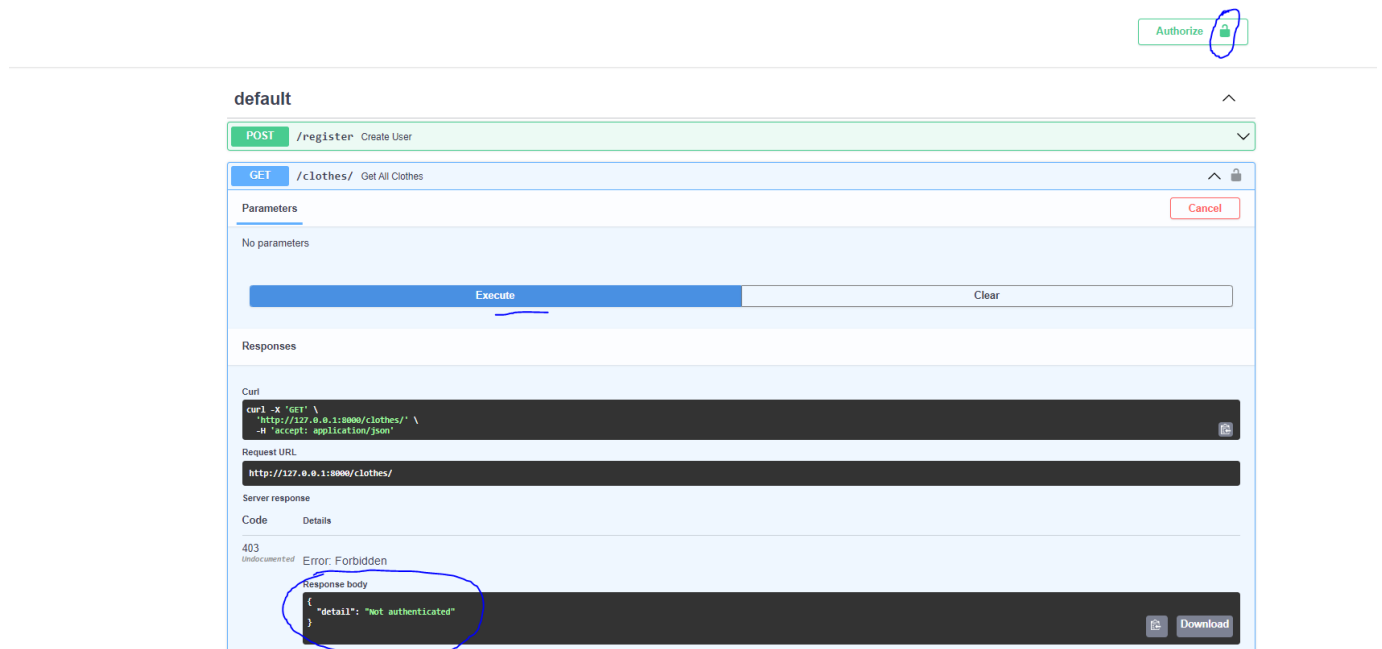 Authorize
default
POST /register Create User
GET /clothes/ Get All Clothes
Parameters
Cancel
No parameters
Execute
Clear
Responses
Curl
curl -X 'GET' \
'http://127.0.0.1:8000/clothes/' \
-H 'accept: application/json'
Request URL
http://127.0.0.1:8000/clothes/
Server response
Code Details
403
Undocumented
Error: Forbidden
Response body
{
"detail": "Not authenticated"
}
Download